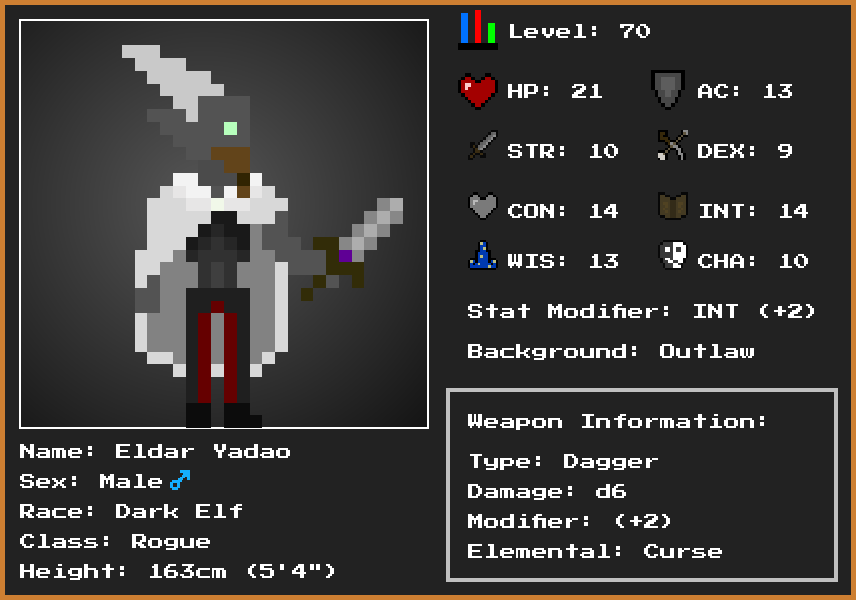 Level: 70
HP: 21
AC: 13
STR: 10
DEX: 9
CON: 14
INT: 14
WIS: 13
CHA: 10
Stat Modifier: INT (+2)
Background: Outlaw
Weapon Information:
Type: Dagger
Damage: d6
Modifier: (+2)
Elemental: Curse
Name: Eldar Yadao
Sex: Male♂
Race: Dark Elf
Class: Rogue
Height: 163cm (5'4")